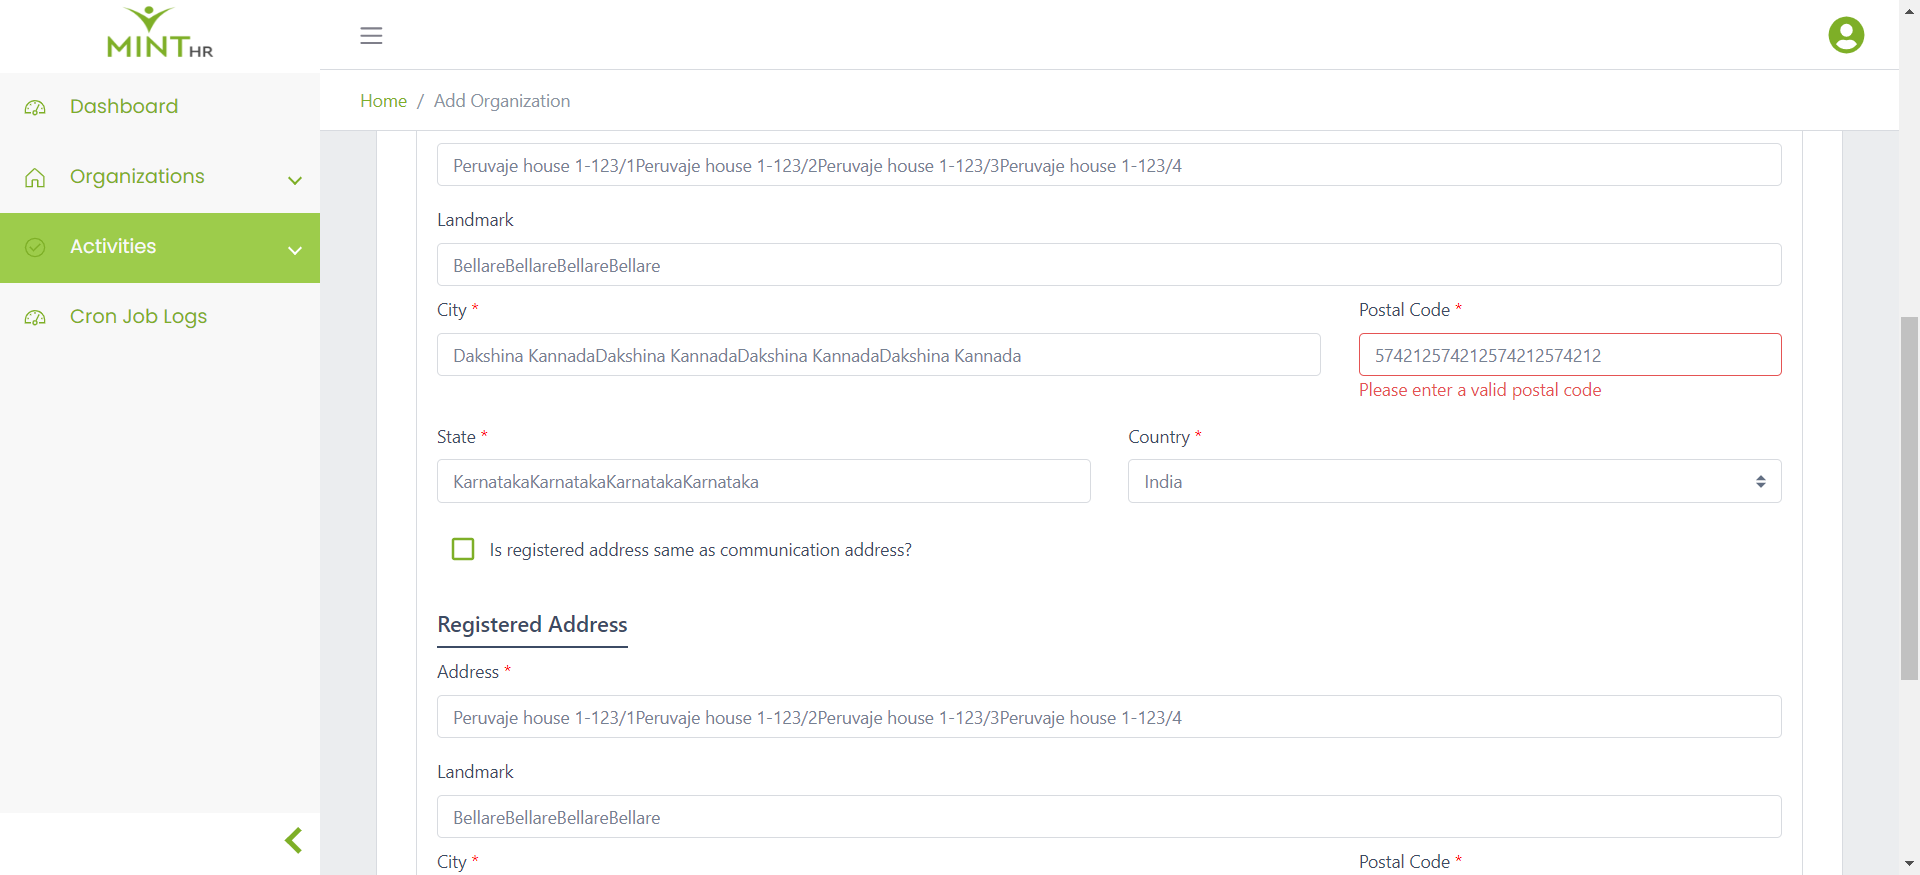 MINT HR
Dashboard
Organizations
Activities
Cron Job Logs
Home / Add Organization
Peruvaje house 1-123/1Peruvaje house 1-123/2Peruvaje house 1-123/3Peruvaje house 1-123/4
Landmark
BellareBellareBellareBellare
City * Postal Code *
Dakshina KannadaDakshina KannadaDakshina KannadaDakshina Kannada 574212574212574212574212
Please enter a valid postal code
State * Country *
KarnatakaKarnatakaKarnatakaKarnataka India
Is registered address same as communication address?
Registered Address
Address *
Peruvaje house 1-123/1Peruvaje house 1-123/2Peruvaje house 1-123/3Peruvaje house 1-123/4
Landmark
BellareBellareBellareBellare
City * Postal Code *